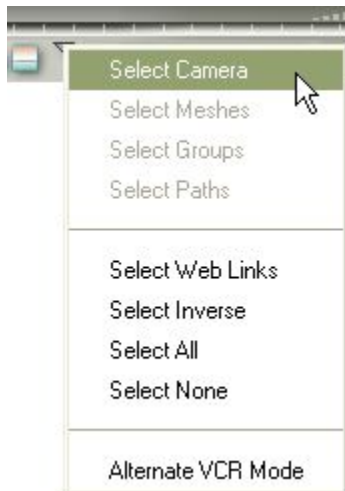 Select Camera
Select Meshes
Select Groups
Select Paths
Select Web Links
Select Inverse
Select All
Select None
Alternate VCR Mode